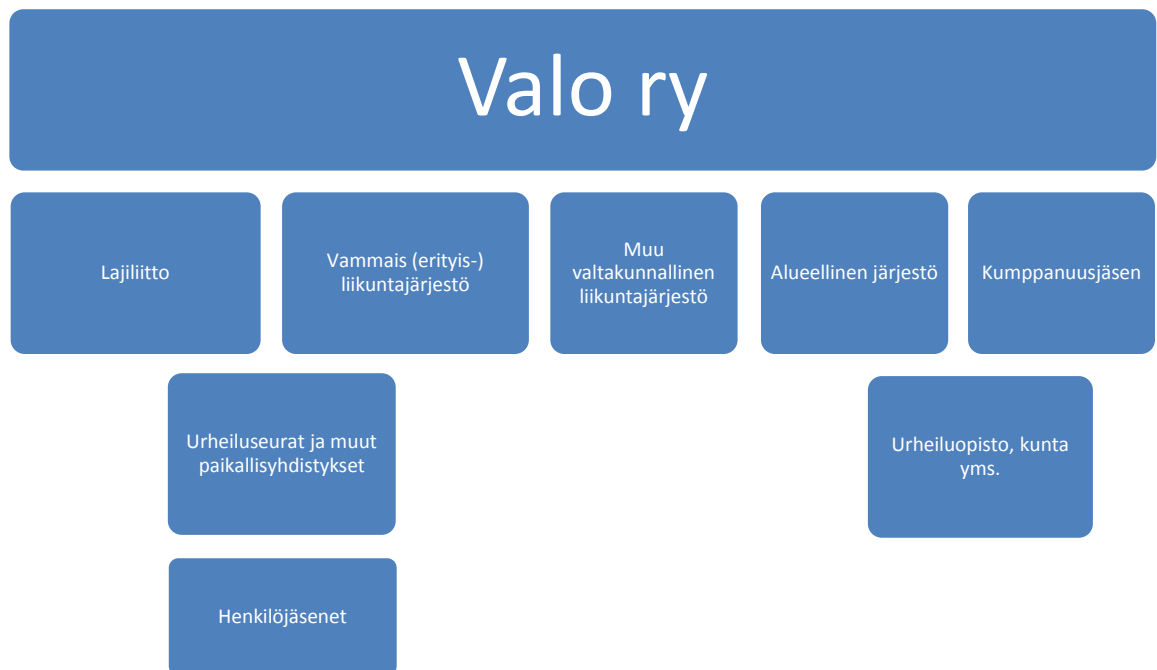 Valo ry
Lajiliitto
Vammais (erityis-)
liikuntajärjestö
Muu
valtakunnallinen
liikuntajärjestö
Alueellinen järjestö
Kumppanuusjäsen
Urheiluseurat ja muut
paikallisyhdistykset
Urheiluopisto, kunta
yms.
Henkilöjäsenet